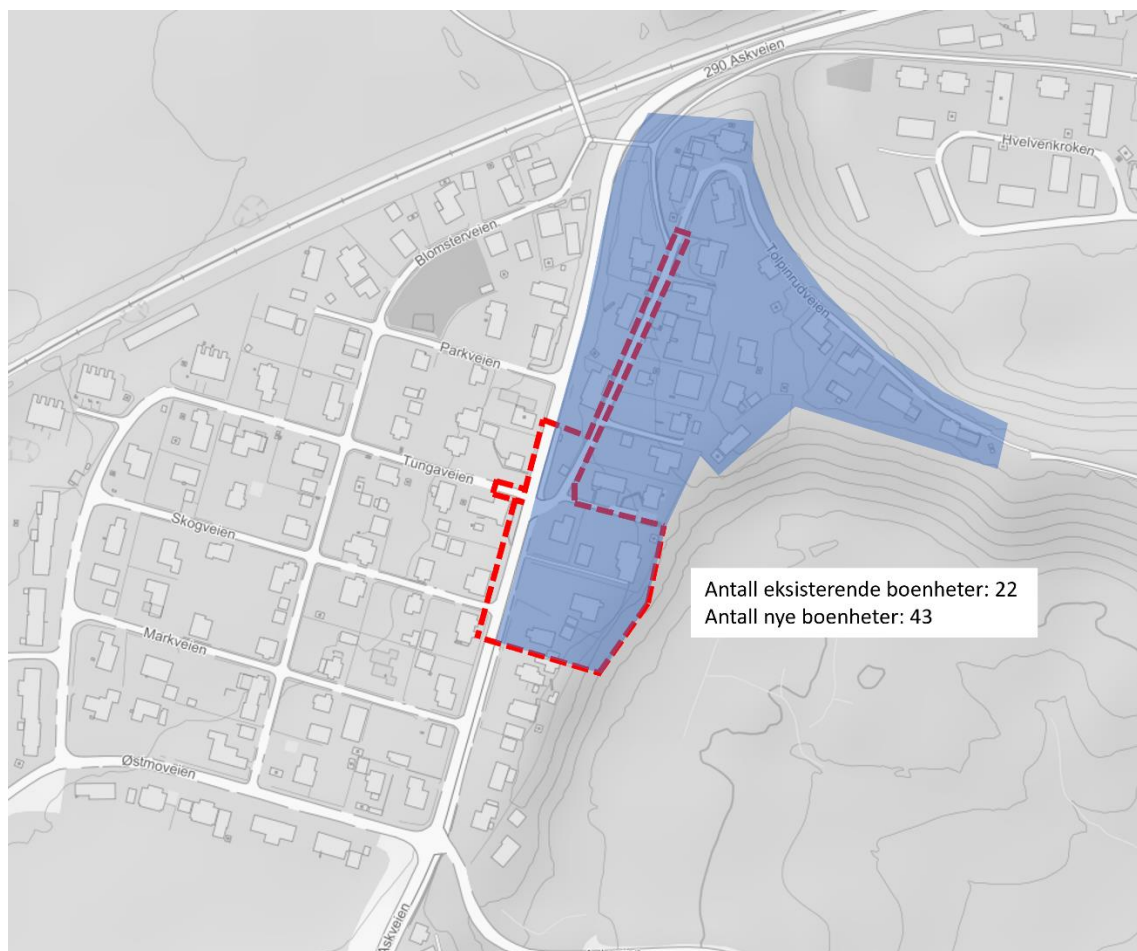 290 Askveien
Hvelvenkroken
Blomsterveien
Tolpinrudveien
Parkveien
Tungaveien
Skogveien
Antall eksisterende boenheter: 22
Antall nye boenheter: 43
Markveien
Østmoveien
Askveien